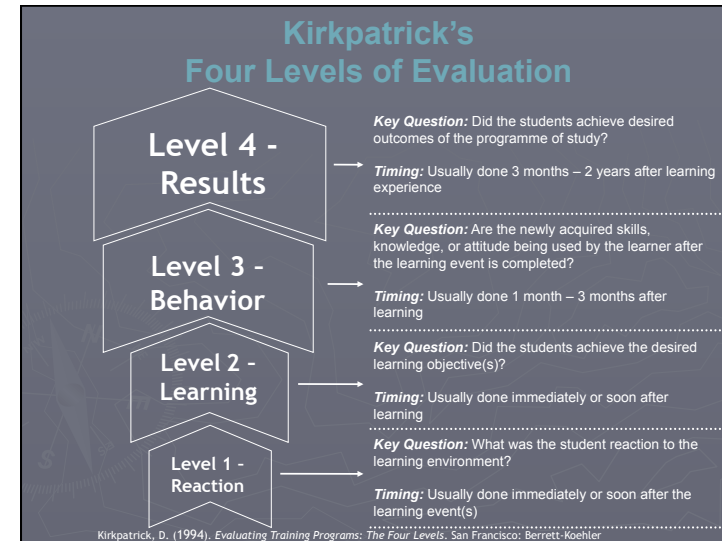 Kirkpatrick's
Four Levels of Evaluation
Level 4 -
Results
Key Question: Did the students achieve desired
outcomes of the programme of study?
Timing: Usually done 3 months – 2 years after learning
experience
Level 3 –
Behavior
Key Question: Are the newly acquired skills,
knowledge, or attitude being used by the learner after
the learning event is completed?
Timing: Usually done 1 month – 3 months after
learning
Level 2 –
Learning
Key Question: Did the students achieve the desired
learning objective(s)?
Timing: Usually done immediately or soon after
learning
Level 1 –
Reaction
Key Question: What was the student reaction to the
learning environment?
Timing: Usually done immediately or soon after the
learning event(s)
Kirkpatrick, D. (1994). Evaluating Training Programs: The Four Levels. San Francisco: Berrett-Koehler